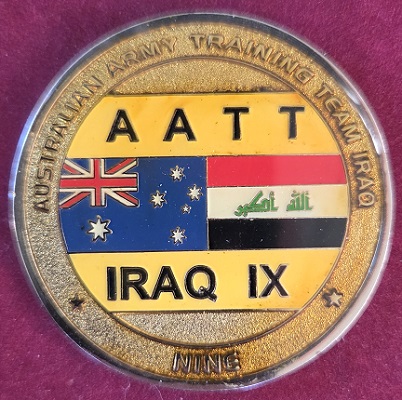 AUSTRALIAN ARMY TRAINING TEAM IRAQ
AATT
الله أكبر
IRAQ IX
NINE